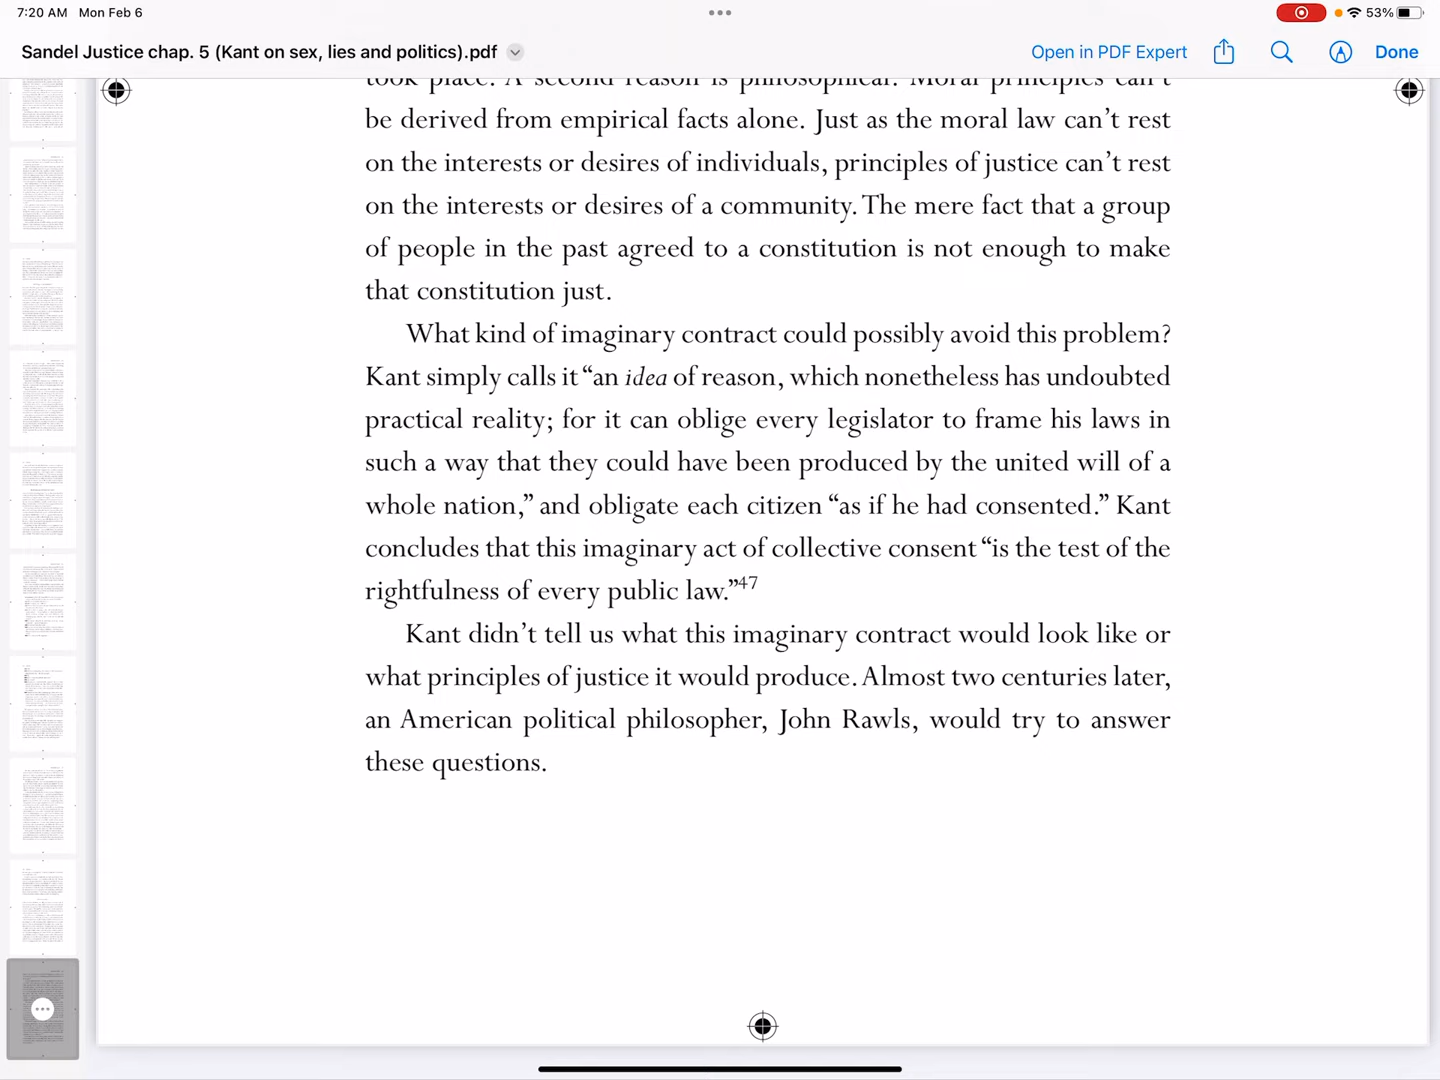 7:20 AM Mon Feb 6
53%
Sandel Justice chap. 5 (Kant on sex, lies and politics).pdf
Open in PDF Expert
Done
took place. A second reason is philosophical. Moral principles can’t
be derived from empirical facts alone. Just as the moral law can’t rest
on the interests or desires of individuals, principles of justice can’t rest
on the interests or desires of a community. The mere fact that a group
of people in the past agreed to a constitution is not enough to make
that constitution just.
What kind of imaginary contract could possibly avoid this problem?
Kant simply calls it “an idea of reason, which nonetheless has undoubted
practical reality; for it can oblige every legislator to frame his laws in
such a way that they could have been produced by the united will of a
whole nation,” and obligate each citizen “as if he had consented.” Kant
concludes that this imaginary act of collective consent “is the test of the
rightfulness of every public law.”47
Kant didn’t tell us what this imaginary contract would look like or
what principles of justice it would produce. Almost two centuries later,
an American political philosopher, John Rawls, would try to answer
these questions.